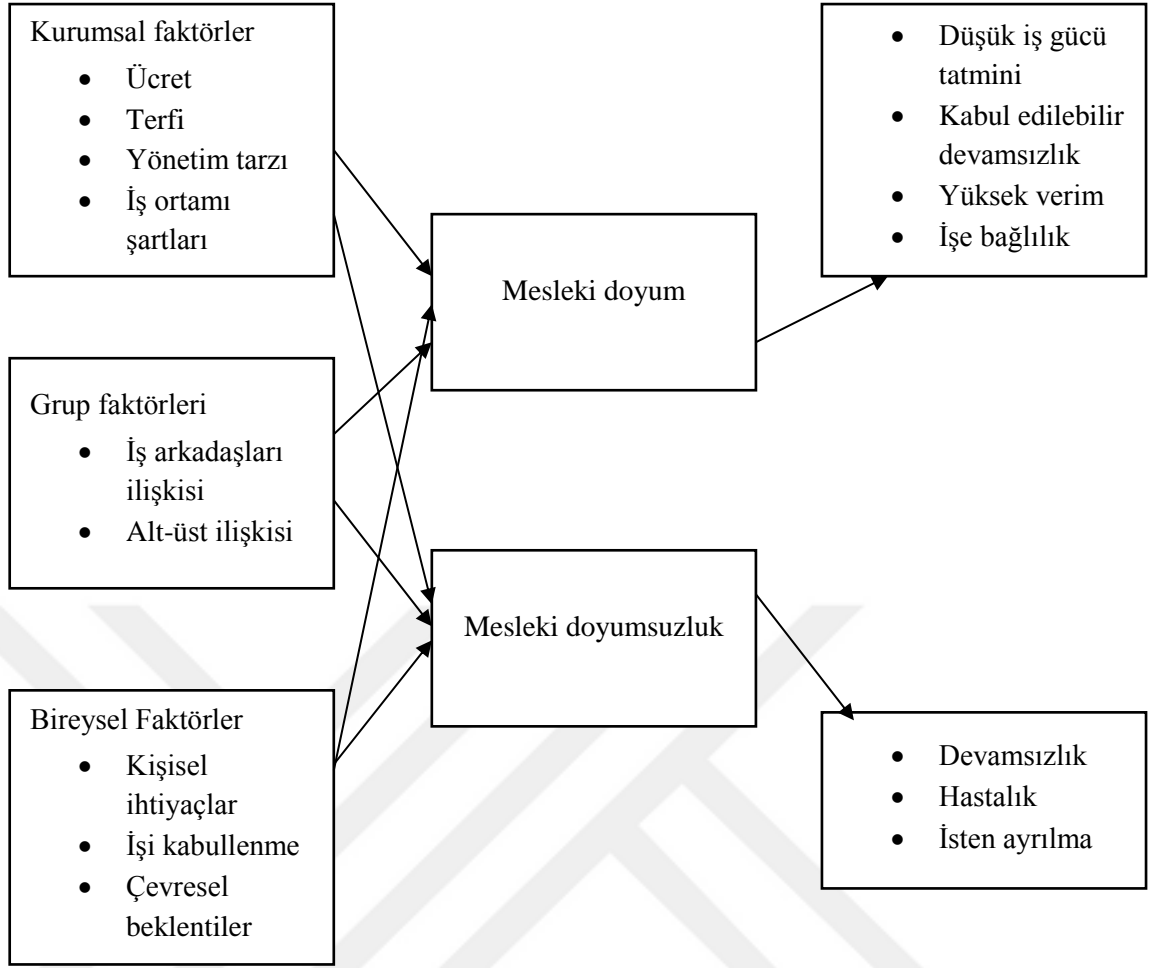 Kurumsal faktörler
• Ücret
• Terfi
• Yönetim tarzı
• İş ortamı
şartları
Grup faktörleri
• İş arkadaşları
ilişkisi
• Alt-üst ilişkisi
Bireysel Faktörler
• Kişisel
ihtiyaçlar
• İşi kabullenme
• Çevresel
beklentiler
Mesleki doyum
Mesleki doyumsuzluk
• Düşük iş gücü
tatmini
• Kabul edilebilir
devamsızlık
• Yüksek verim
• İşe bağlılık
• Devamsızlık
• Hastalık
• İsten ayrılma